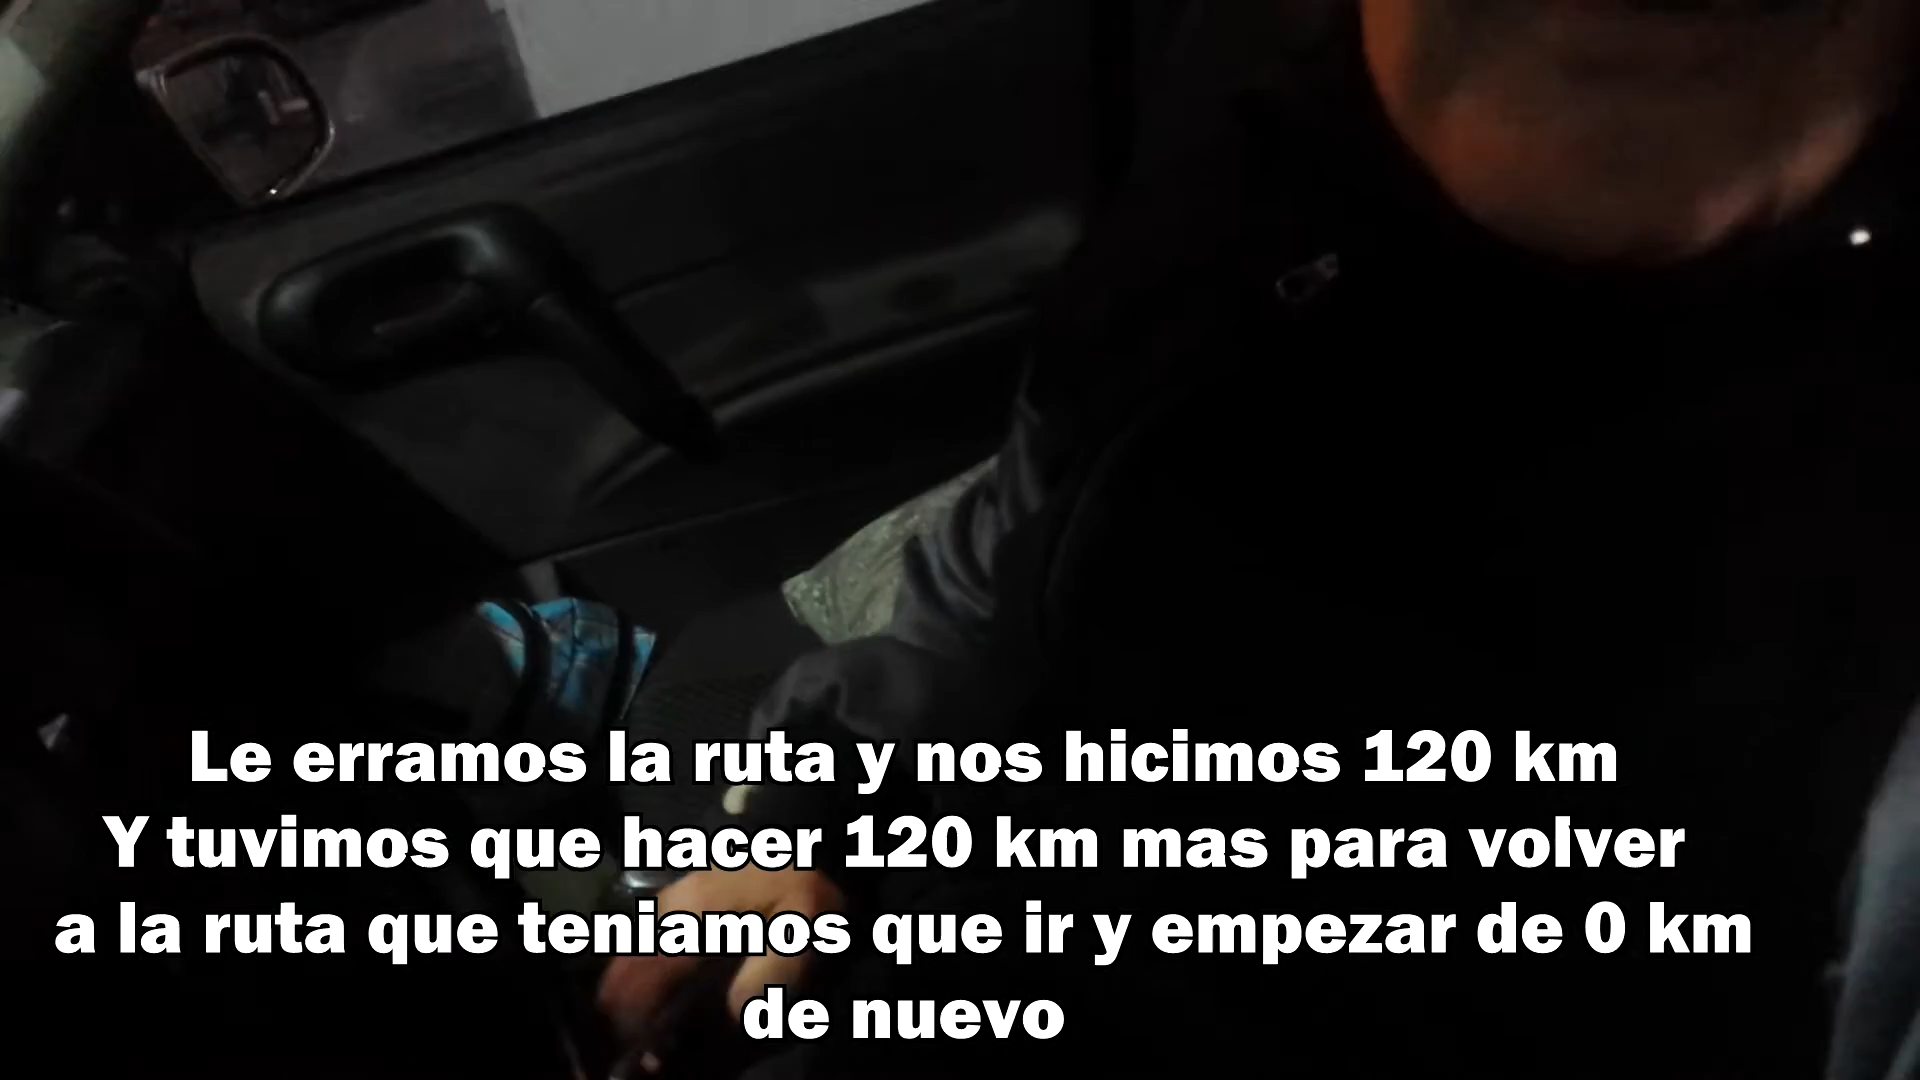 Le erramos la ruta y nos hicimos 120 km
Y tuvimos que hacer 120 km mas para volver
a la ruta que teniamos que ir y empezar de 0 km
de nuevo